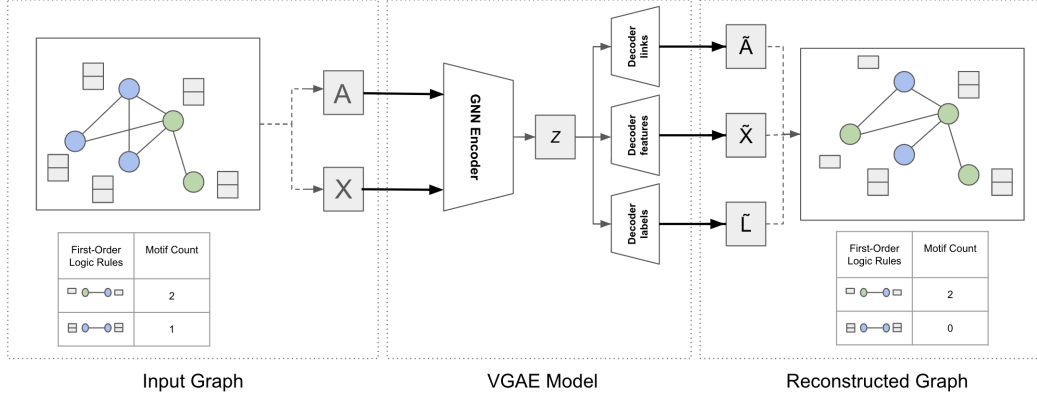 A
X
GNN Encoder
Z
Decoder
links
Decoder
features
Decoder
labels
Ã
X̃
L̃
First-Order
Logic Rules
Motif Count
2
1
First-Order
Logic Rules
Motif Count
2
0
Input Graph
VGAE Model
Reconstructed Graph